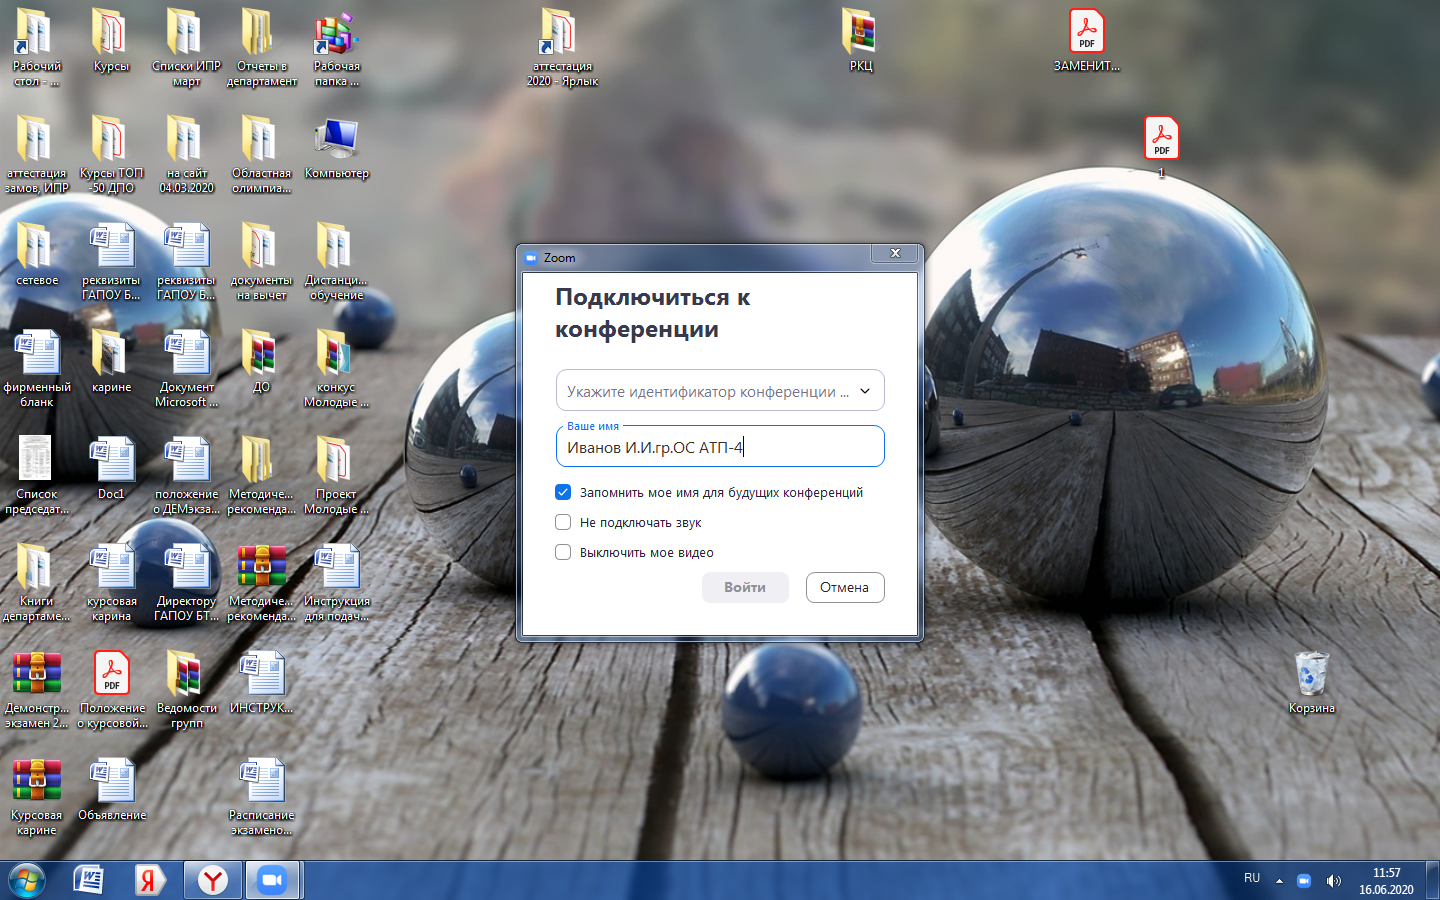 Рабочий
стол - ...
Курсы
Списки ИПР
март
Отчеты в
департамент
Рабочая
папка ...
аттестация
2020 - Ярлык
РКЦ
ЗАМЕНИТ...
аттестация
замов, ИПР
Курсы ТОП
-50 ДПО
на сайт
04.03.2020
Областная
олимпиа...
Компьютер
1
сетевое
реквизиты
ГАПОУ Б...
реквизиты
ГАПОУ Б...
документы
на вычет
Дистанци...
обучение
фирменный
бланк
карине
Документ
Microsoft ...
ДО
конкус
Молодые ...
Список
председат...
Doc1
положение
о ДЕМэкза...
Методиче...
рекоменда...
Проект
Молодые ...
Книги
департаме...
курсовая
карина
Директору
ГАПОУ БТ...
Методиче...
рекоменда...
Инструкция
для подач...
Демонстр...
экзамен 2...
Положение
о курсовой...
Ведомости
групп
ИНСТРУК...
Курсовая
карине
Объявление
Расписание
экзамено...
Корзина
PDF
PDF
PDF
Zoom
Подключиться к
конференции
Укажите идентификатор конференции ...
Ваше имя
Иванов И.И.гр.ОС АТП-4
Запомнить мое имя для будущих конференций
Не подключать звук
Выключить мое видео
Войти Отмена
RU
11:57
16.06.2020